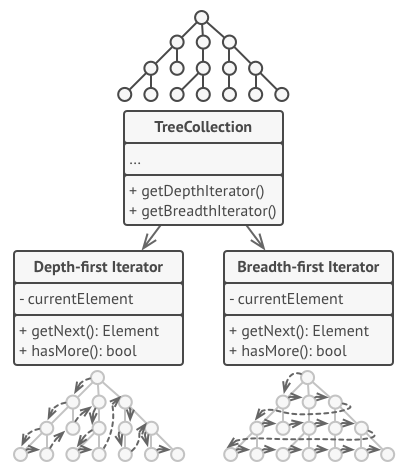 TreeCollection
...
+ getDepthIterator()
+ getBreadthIterator()
Depth-first Iterator
- currentElement
+ getNext(): Element
+ hasMore(): bool
Breadth-first Iterator
- currentElement
+ getNext(): Element
+ hasMore(): bool